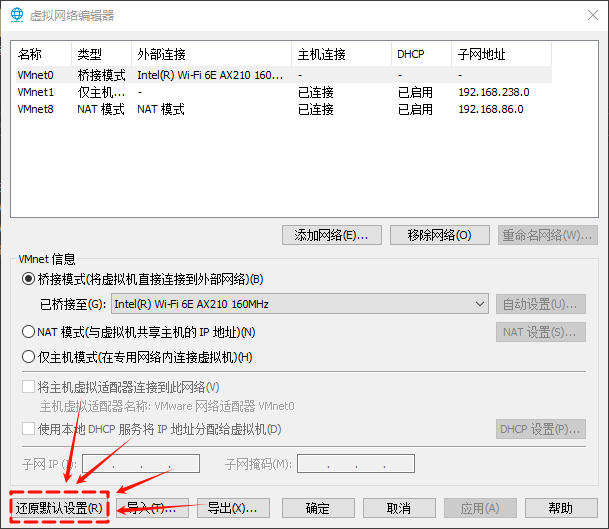 虚拟网络编辑器
名称 类型 外部连接 主机连接 DHCP 子网地址
VMnet0 桥接模式 Intel(R) Wi-Fi 6E AX210 160... - - -
VMnet1 仅主机... - 已连接 已启用 192.168.238.0
VMnet8 NAT 模式 NAT 模式 已连接 已启用 192.168.86.0
添加网络(E)... 移除网络(O) 重命名网络(W)...
VMnet 信息
桥接模式(将虚拟机直接连接到外部网络)(B)
已桥接至(G): Intel(R) Wi-Fi 6E AX210 160MHz 自动设置(U)...
NAT 模式(与虚拟机共享主机的 IP 地址)(N) NAT 设置(S)...
仅主机模式(在专用网络内连接虚拟机)(H)
将主机虚拟适配器连接到此网络(V)
主机虚拟适配器名称: VMware 网络适配器 VMnet0
使用本地 DHCP 服务将 IP 地址分配给虚拟机(D) DHCP 设置(P)...
子网 IP (I): . . . 子网掩码(M): . . .
还原默认设置(R) 导入(T)... 导出(X)... 确定 取消 应用(A) 帮助